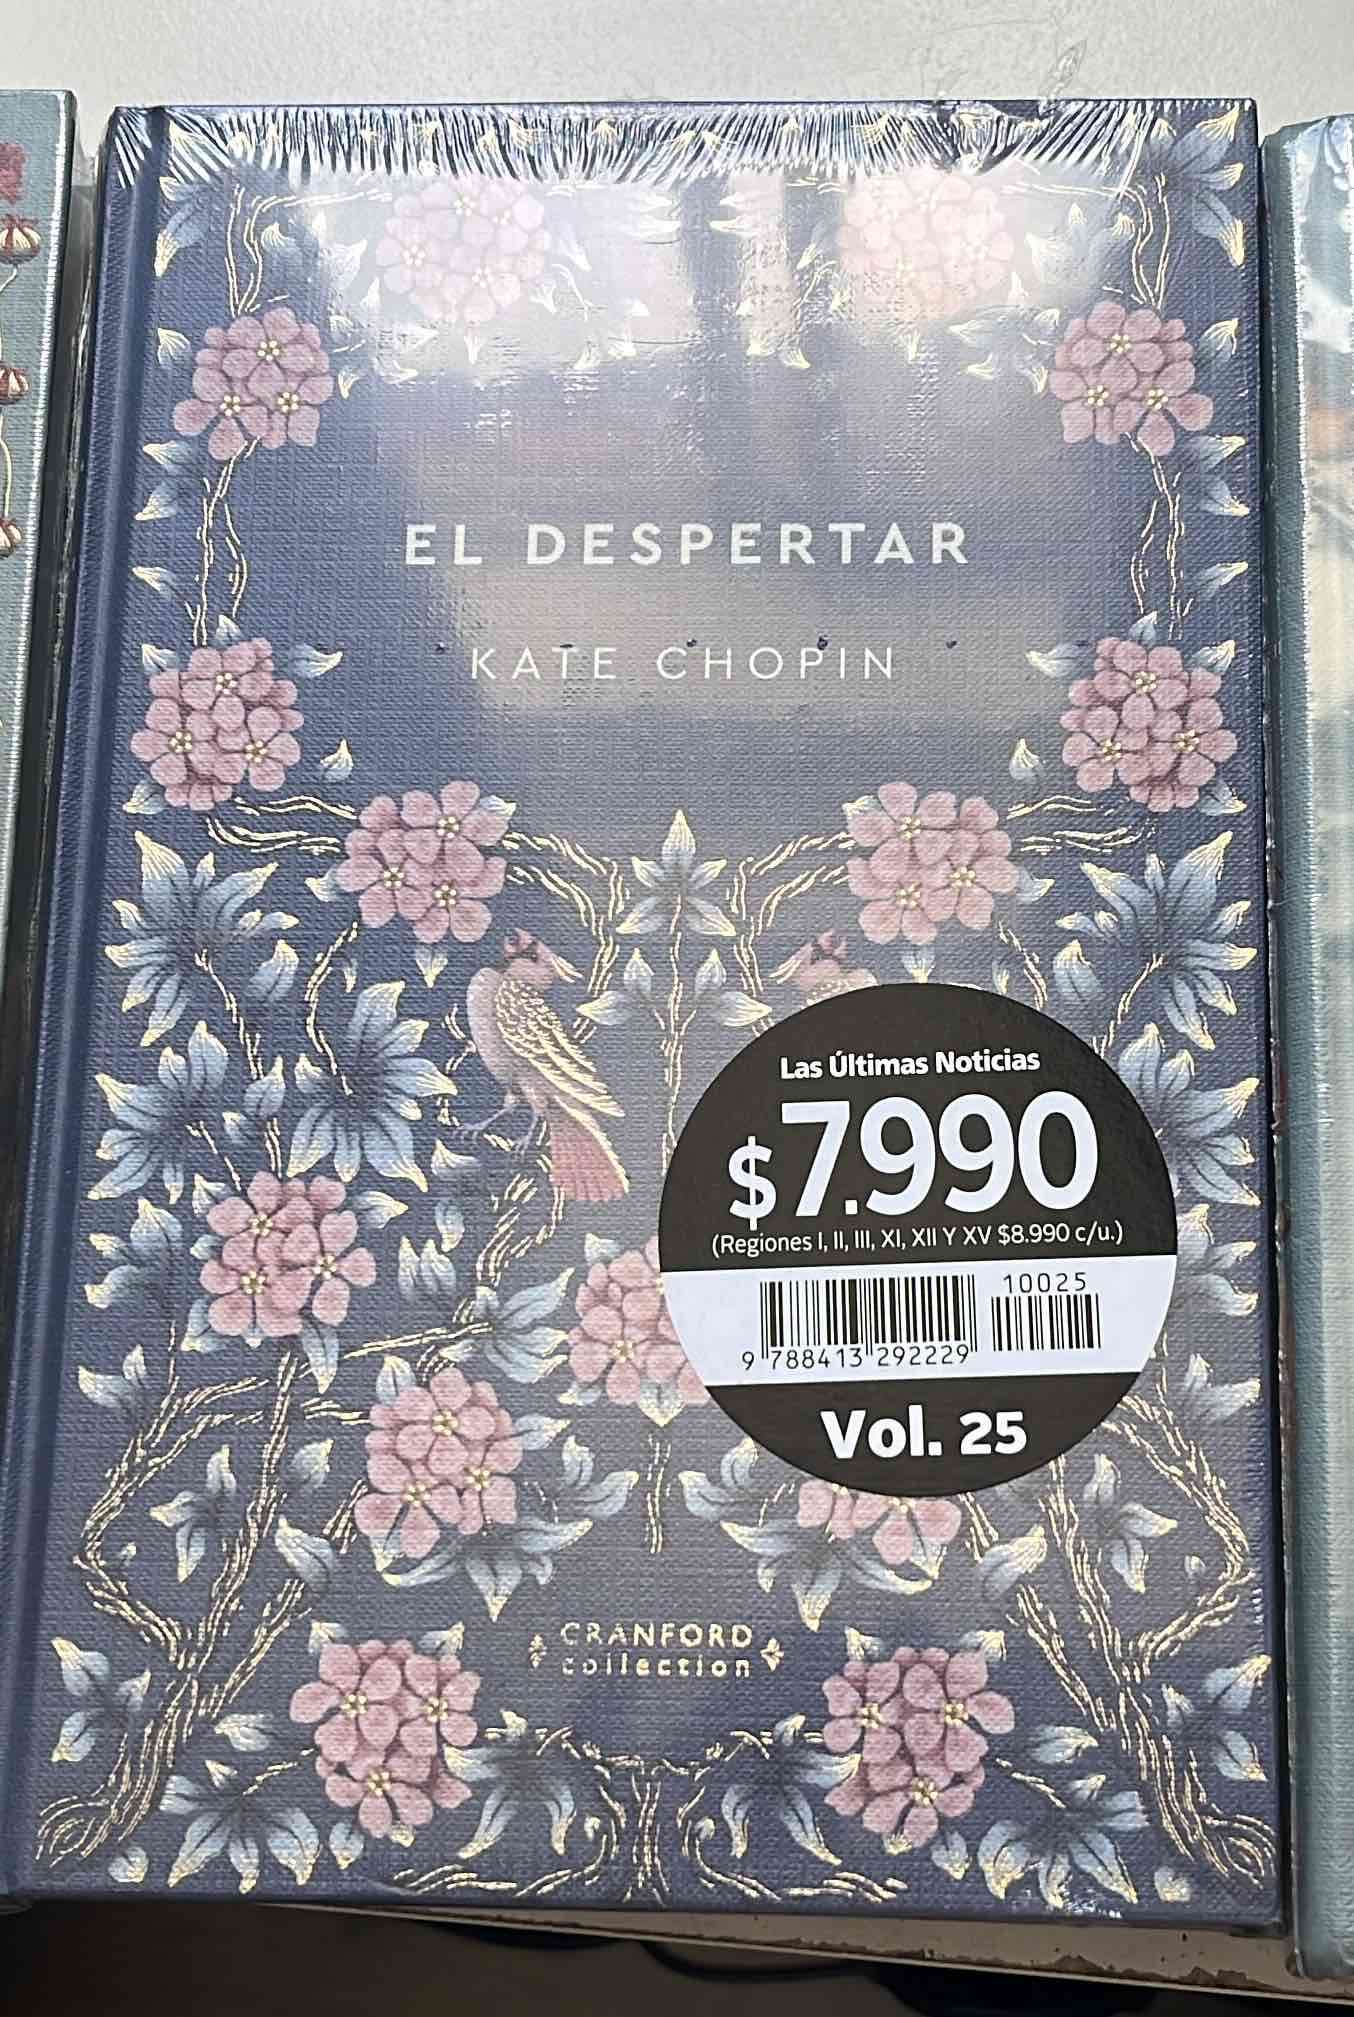 EL DESPERTAR
KATE CHOPIN
Las Últimas Noticias
$7.990
(Regiones I, II, III, XI, XII Y XV $8.990 c/u.)
10025
9 788413 292229
Vol. 25
CRANFORD
collection